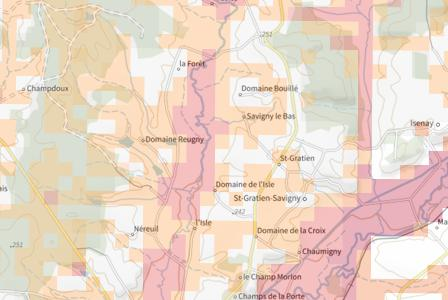 251
la Forêt
Champdoux
Domaine Bouillé
Savigny le Bas
Isenay
Domaine Reugny
St-Gratien
Domaine de l'Isle
St-Gratien-Savigny
242
l'Isle
Névreuil
Domaine de la Croix
251
Chaumigny
le Champ Morlon
Champs de la Porte